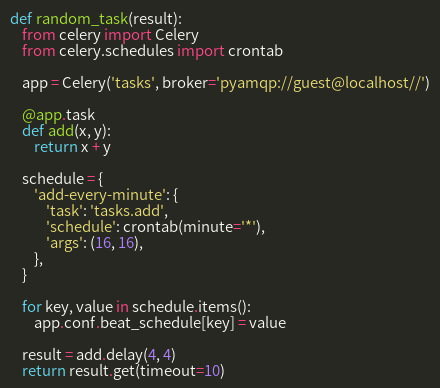 def random_task(result):
    from celery import Celery
    from celery.schedules import crontab

    app = Celery('tasks', broker='pyamqp://guest@localhost//')

    @app.task
    def add(x, y):
        return x + y

    schedule = {
        'add-every-minute': {
            'task': 'tasks.add',
            'schedule': crontab(minute='*'),
            'args': (16, 16),
        },
    }

    for key, value in schedule.items():
        app.conf.beat_schedule[key] = value

    result = add.delay(4, 4)
    return result.get(timeout=10)